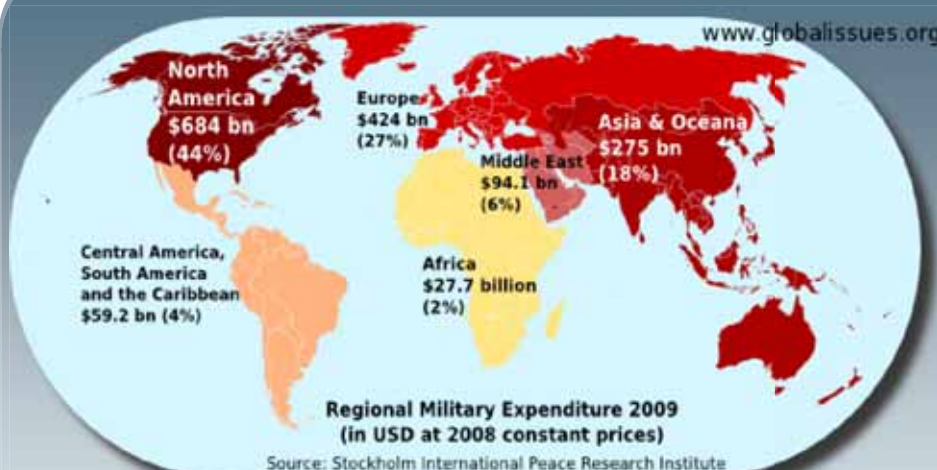 www.globalissues.org
North
America
$684 bn
(44%)
Europe
$424 bn
(27%)
Asia & Oceana
$275 bn
(18%)
Middle East
$94.1 bn
(6%)
Central America,
South America
and the Caribbean
$59.2 bn (4%)
Africa
$27.7 billion
(2%)
Regional Military Expenditure 2009
(in USD at 2008 constant prices)
Source: Stockholm International Peace Research Institute